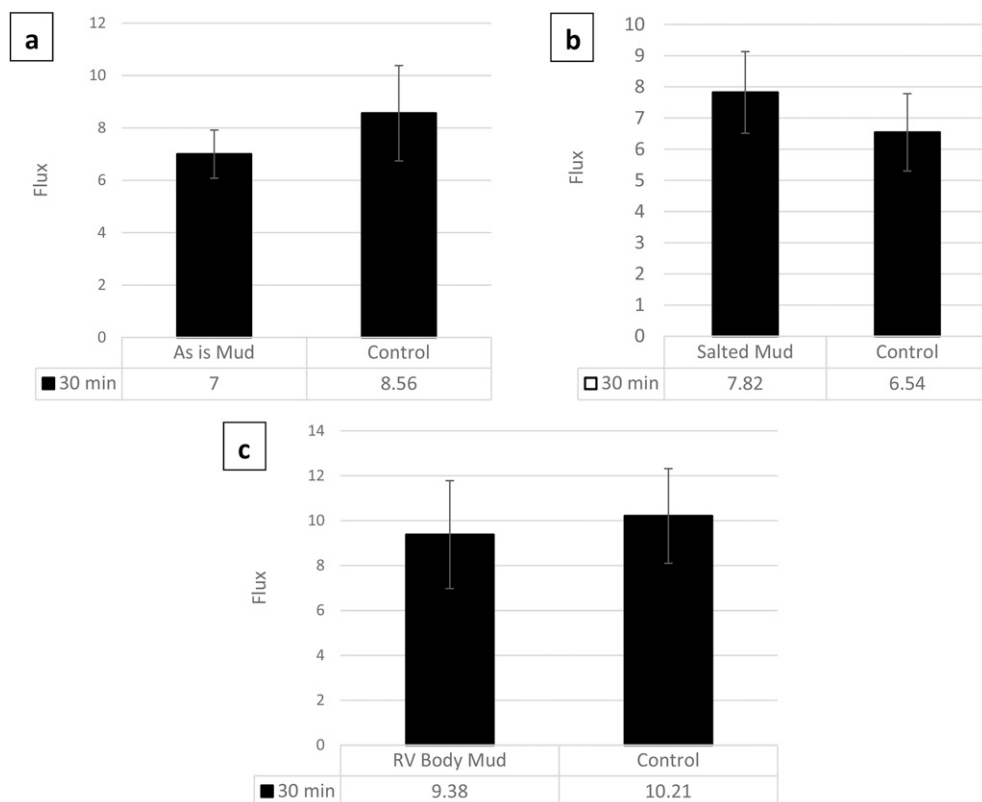 a
12
10
8
6
4
2
0
Flux
As is Mud Control
30 min 7 8.56
b
10
9
8
7
6
5
4
3
2
1
0
Flux
Salted Mud Control
30 min 7.82 6.54
c
14
12
10
8
6
4
2
0
Flux
RV Body Mud Control
30 min 9.38 10.21